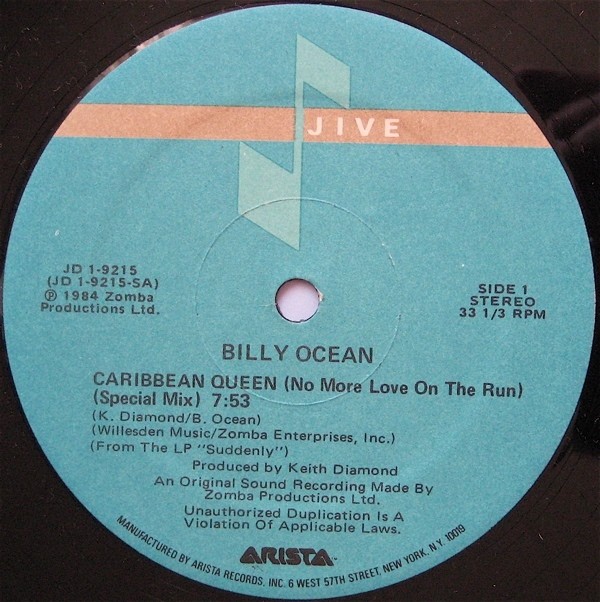 JIVE
JD 1-9215
(JD 1-9215-SA)
℗ 1984 Zomba
Productions Ltd.
SIDE 1
STEREO
33 1/3 RPM
BILLY OCEAN
CARIBBEAN QUEEN (No More Love On The Run)
(Special Mix) 7:53
(K. Diamond/B. Ocean)
(Willesden Music/Zomba Enterprises, Inc.)
(From The LP "Suddenly")
Produced by Keith Diamond
An Original Sound Recording Made By
Zomba Productions Ltd.
Unauthorized Duplication Is A
Violation Of Applicable Laws.
ARISTA™
MANUFACTURED BY ARISTA RECORDS, INC. 6 WEST 57TH STREET, NEW YORK, N.Y. 10019